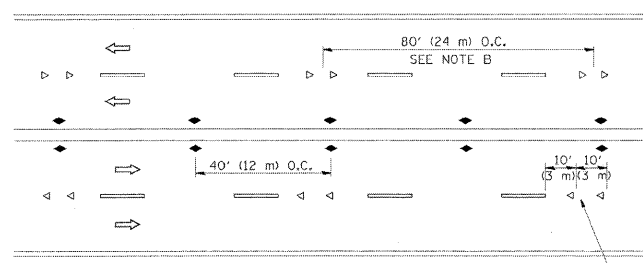 80' (24 m) O.C.
SEE NOTE B
40' (12 m) O.C.
10' 10'
(3 m) (3 m)